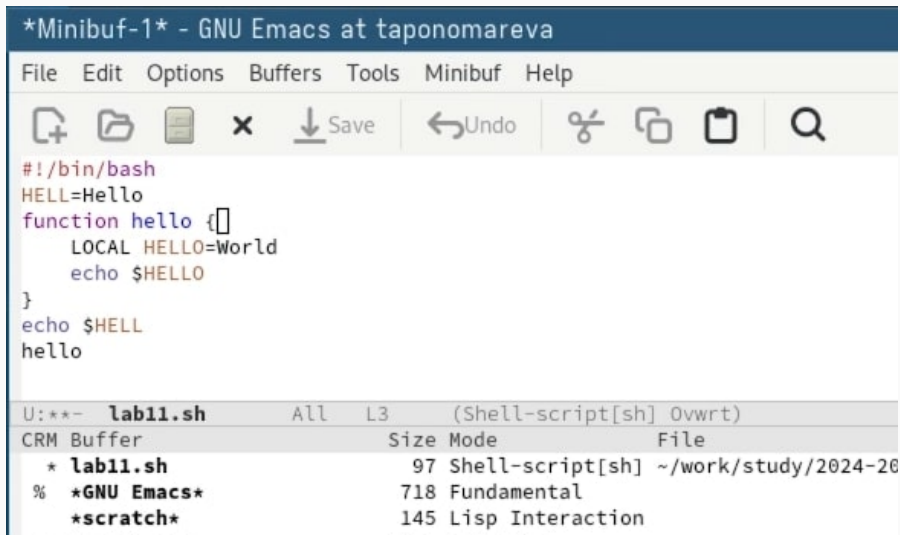 *Minibuf-1* - GNU Emacs at taponomareva
File Edit Options Buffers Tools Minibuf Help
Save Undo
#!/bin/bash
HELL=Hello
function hello {
    LOCAL HELLO=World
    echo $HELLO
}
echo $HELL
hello
U:**- lab11.sh All L3 (Shell-script[sh] Ovwrt)
CRM Buffer Size Mode File
* lab11.sh 97 Shell-script[sh] ~/work/study/2024-20
% *GNU Emacs* 718 Fundamental
*scratch* 145 Lisp Interaction